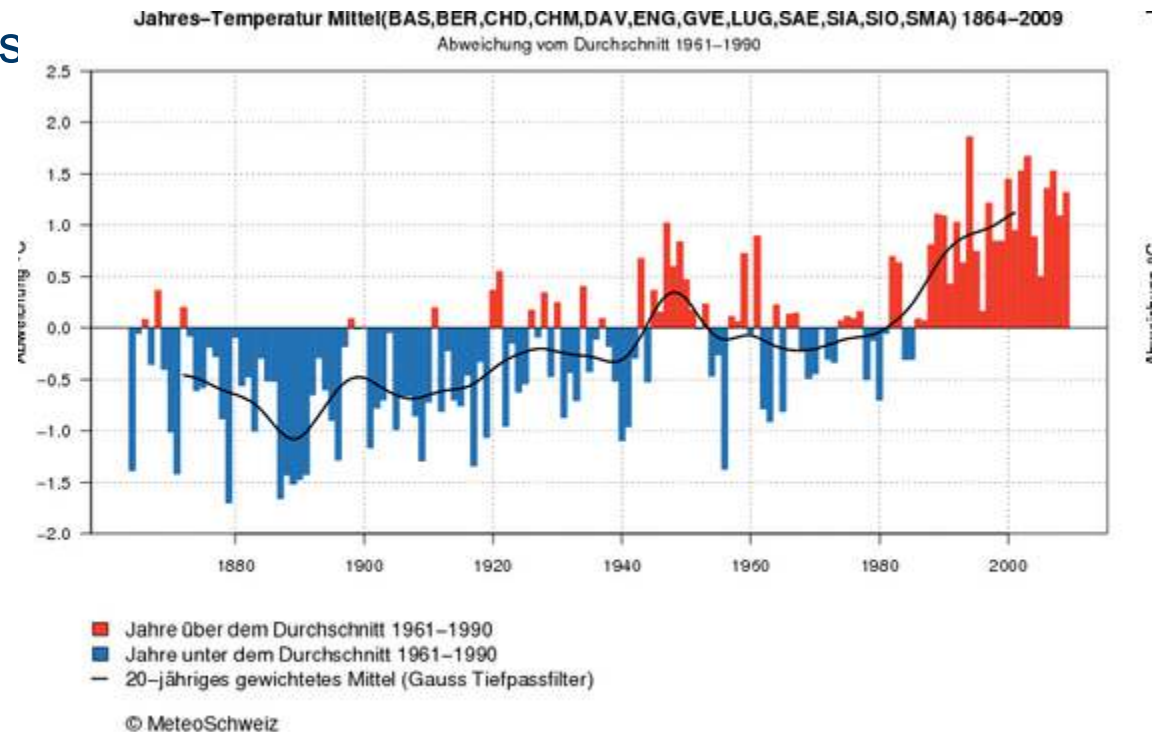 Jahres-Temperatur Mittel(BAS,BER,CHD,CHM,DAV,ENG,GVE,LUG,SAE,SIA,SIO,SMA) 1864-2009
Abweichung vom Durchschnitt 1961-1990
S
2.5
2.0
1.5
1.0
0.5
0.0
-0.5
-1.0
-1.5
-2.0
1880 1900 1920 1940 1960 1980 2000
Jahre über dem Durchschnitt 1961-1990
Jahre unter dem Durchschnitt 1961-1990
20-jähriges gewichtetes Mittel (Gauss Tiefpassfilter)
© MeteoSchweiz